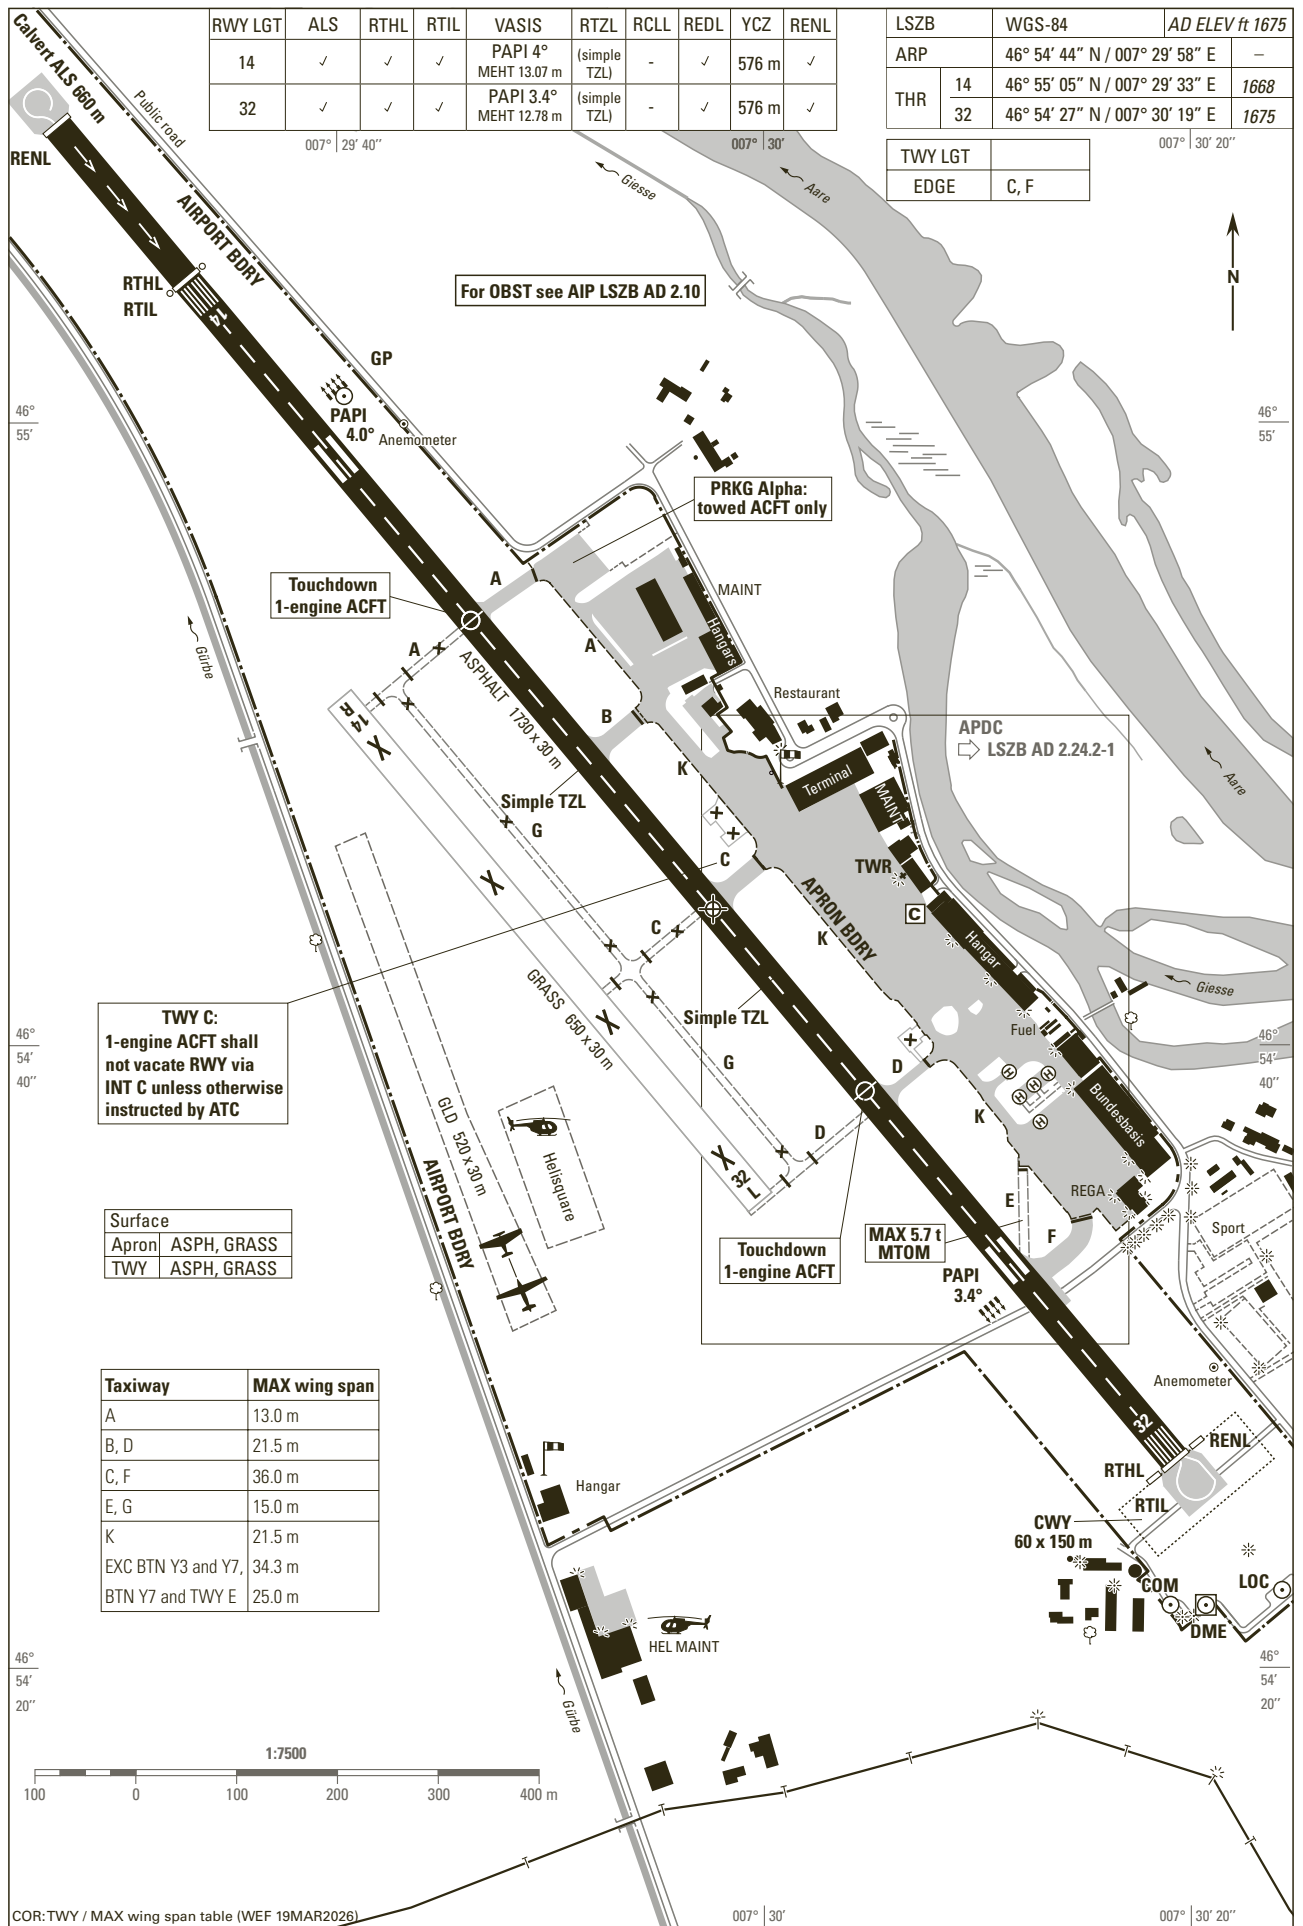 RWY LGT ALS RTHL RTIL VASIS RTZL RCLL REDL YCZ RENL
14 ✓ ✓ ✓ PAPI 4° MEHT 13.07 m (simple TZL) - ✓ 576 m ✓
32 ✓ ✓ ✓ PAPI 3.4° MEHT 12.78 m (simple TZL) - ✓ 576 m ✓
LSZB WGS-84 AD ELEV ft 1675
ARP 46° 54′ 44″ N / 007° 29′ 58″ E –
THR 14 46° 55′ 05″ N / 007° 29′ 33″ E 1668
32 46° 54′ 27″ N / 007° 30′ 19″ E 1675
TWY LGT
EDGE C, F
007° 29′ 40″
007° 30′
007° 30′ 20″
Calvert ALS 660 m
Public road
RENL
AIRPORT BDRY
Giesse
Aare
N
RTHL
RTIL
14
For OBST see AIP LSZB AD 2.10
GP
PAPI
4.0°
Anemometer
46°
55′
46°
55′
PRKG Alpha:
towed ACFT only
A
Touchdown
1-engine ACFT
MAINT
Hangars
A
A
Gürbe
ASPHALT 1730 x 30 m
Restaurant
14
R
B
K
APDC
LSZB AD 2.24.2-1
Terminal
MAINT
Aare
Simple TZL
G
C
TWR
C
APRON BDRY
K
C
Hangar
GRASS 650 x 30 m
Giesse
TWY C:
1-engine ACFT shall
not vacate RWY via
INT C unless otherwise
instructed by ATC
Simple TZL
Fuel
46°
54′
40″
46°
54′
40″
G
D
H
H
H
H
H
K
Bundesbasis
GLD 520 x 30 m
Helisquare
D
32
L
AIRPORT BDRY
REGA
E
F
Sport
Surface
Apron ASPH, GRASS
TWY ASPH, GRASS
MAX 5.7 t
MTOM
Touchdown
1-engine ACFT
PAPI
3.4°
Taxiway MAX wing span
A 13.0 m
B, D 21.5 m
C, F 36.0 m
E, G 15.0 m
K 21.5 m
EXC BTN Y3 and Y7, 34.3 m
BTN Y7 and TWY E 25.0 m
Anemometer
32
RENL
RTHL
RTIL
Hangar
CWY
60 x 150 m
COM
LOC
DME
HEL MAINT
46°
54′
20″
46°
54′
20″
Gürbe
1:7500
100 0 100 200 300 400 m
COR: TWY / MAX wing span table (WEF 19MAR2026)
007° 30′
007° 30′ 20″